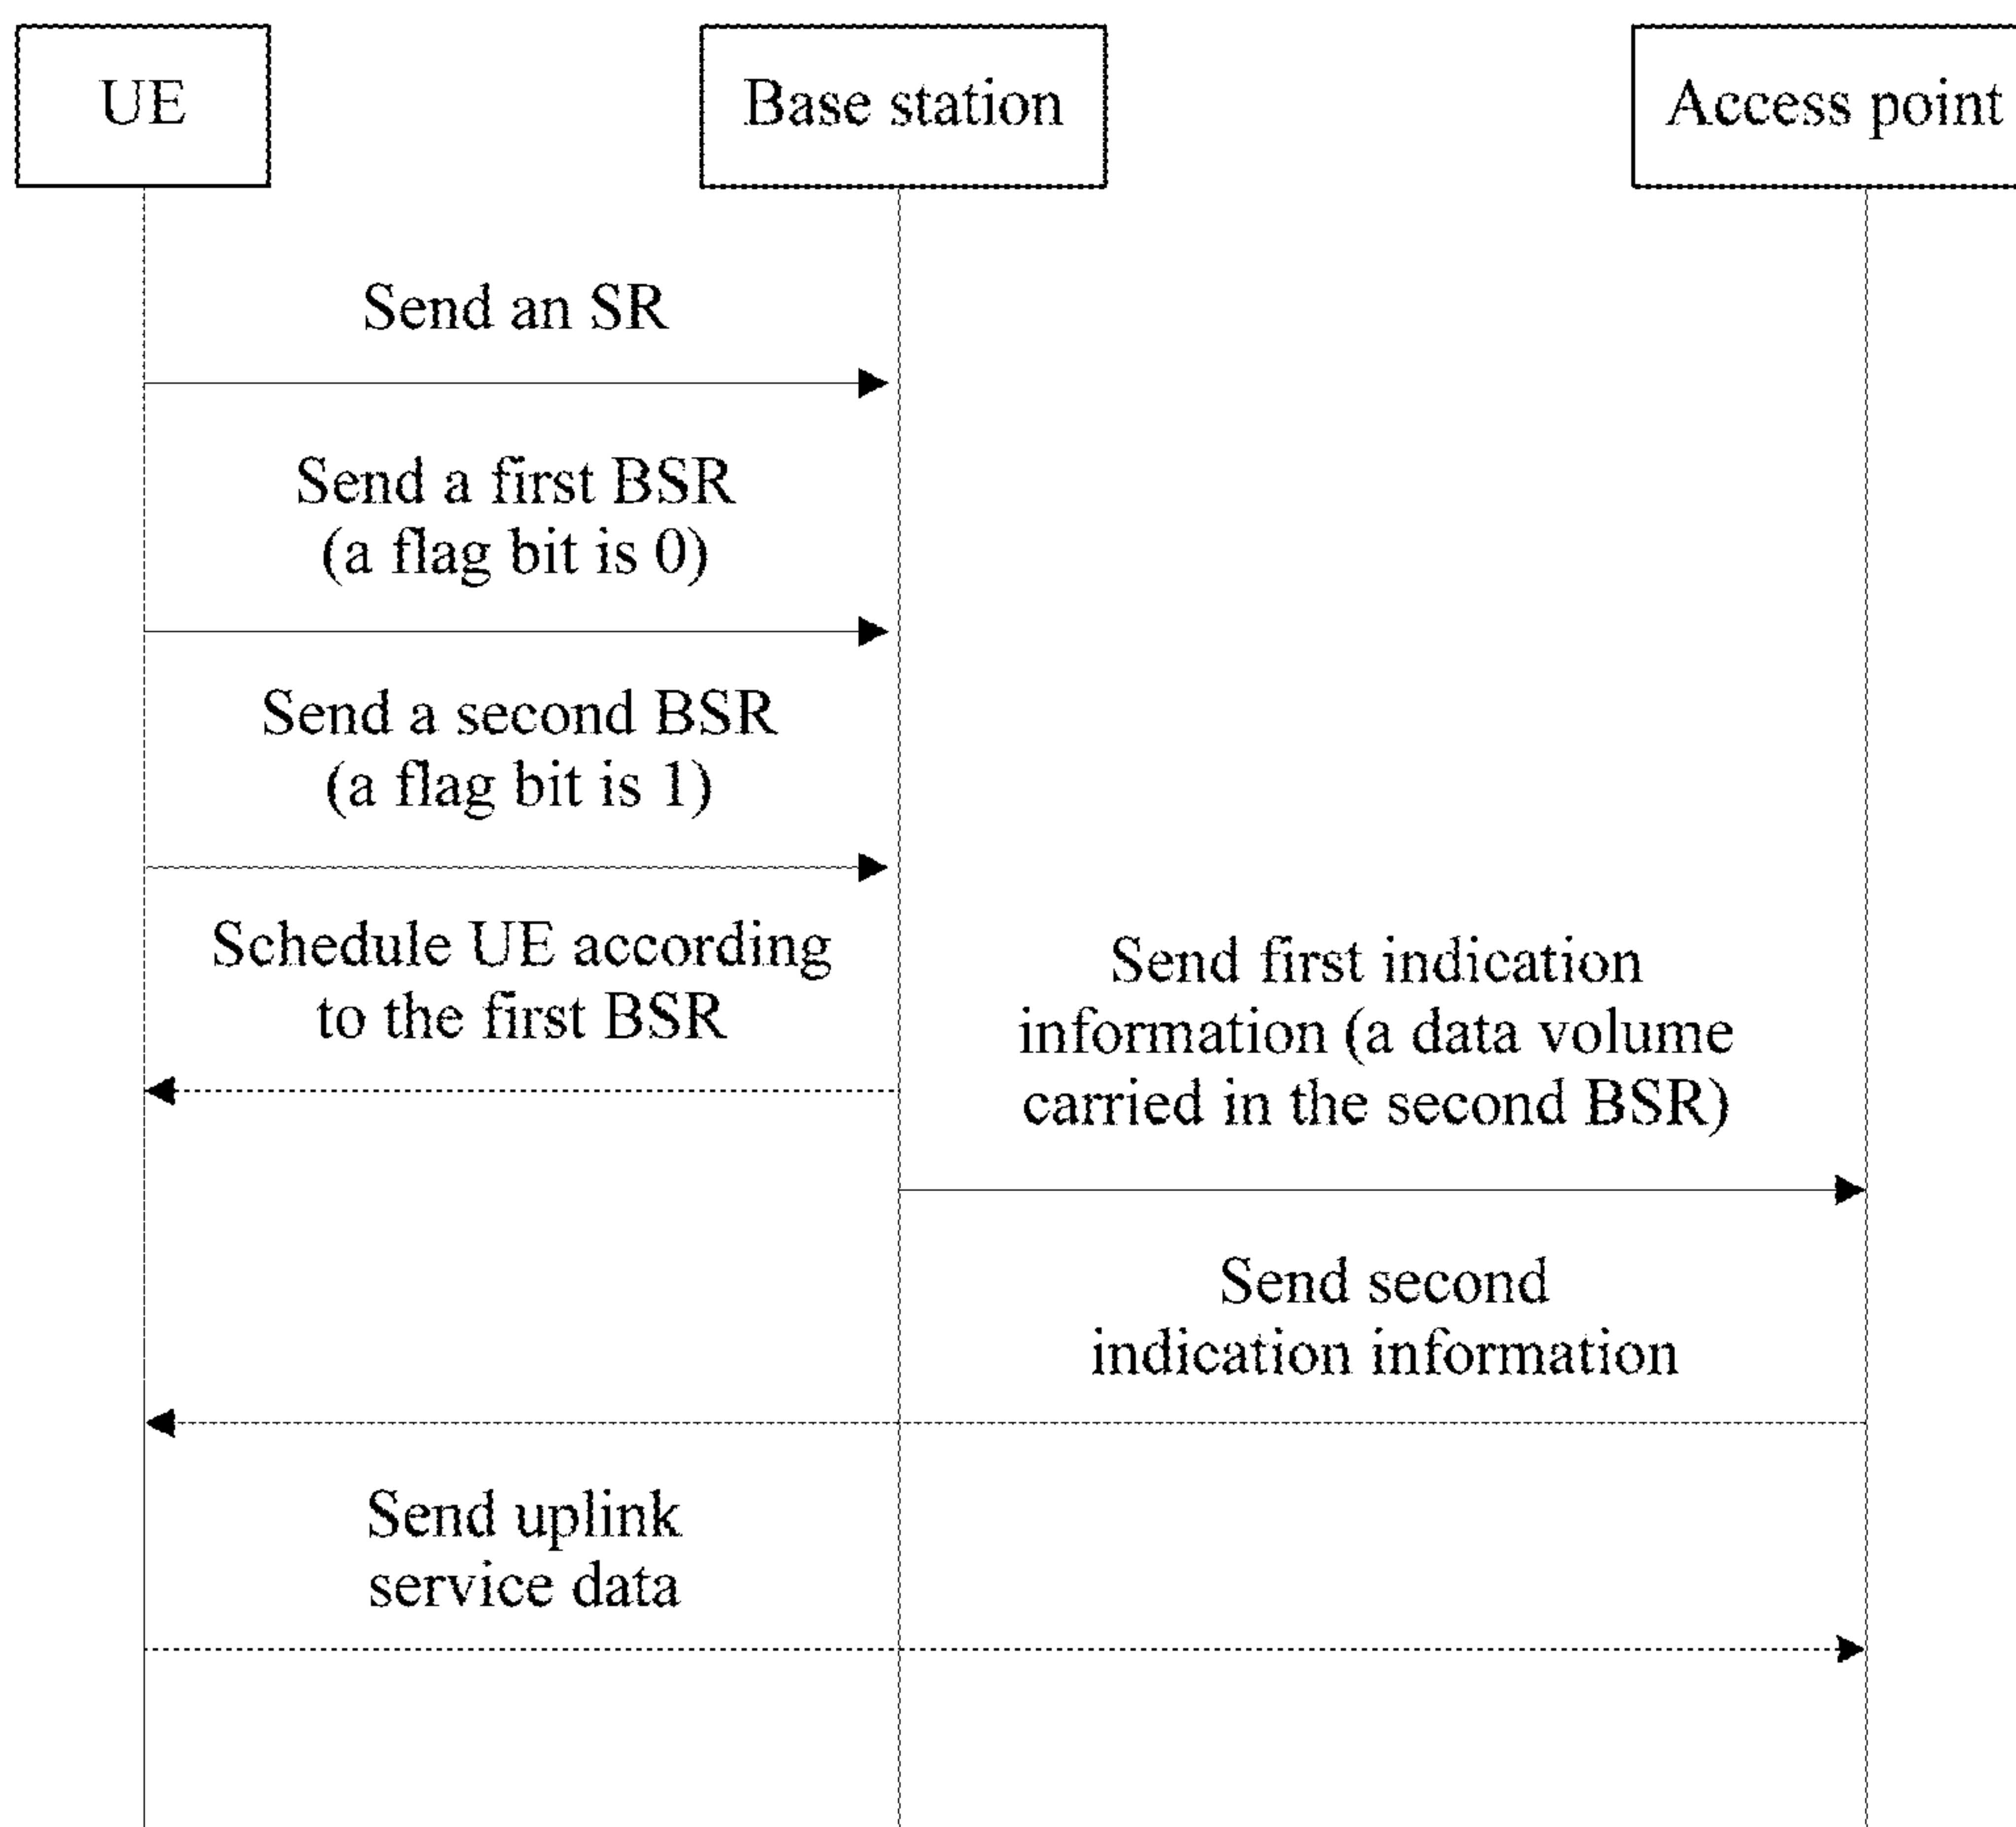 UE
Base station
Access point
Send an SR
Send a first BSR
(a flag bit is 0)
Send a second BSR
(a flag bit is 1)
Schedule UE according
to the first BSR
Send first indication
information (a data volume
carried in the second BSR)
Send second
indication information
Send uplink
service data